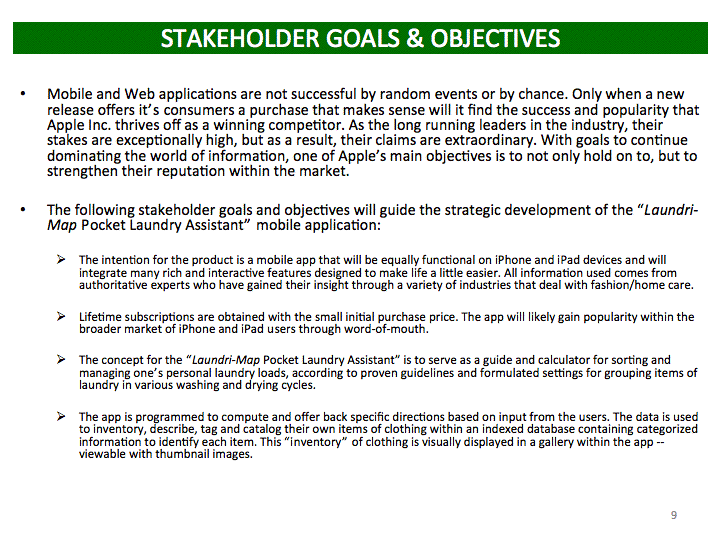 STAKEHOLDER GOALS & OBJECTIVES
• Mobile and Web applications are not successful by random events or by chance. Only when a new
release offers it's consumers a purchase that makes sense will it find the success and popularity that
Apple Inc. thrives off as a winning competitor. As the long running leaders in the industry, their
stakes are exceptionally high, but as a result, their claims are extraordinary. With goals to continue
dominating the world of information, one of Apple's main objectives is to not only hold on to, but to
strengthen their reputation within the market.
• The following stakeholder goals and objectives will guide the strategic development of the “Laundri-
Map Pocket Laundry Assistant” mobile application:
➢ The intention for the product is a mobile app that will be equally functional on iPhone and iPad devices and will
integrate many rich and interactive features designed to make life a little easier. All information used comes from
authoritative experts who have gained their insight through a variety of industries that deal with fashion/home care.
➢ Lifetime subscriptions are obtained with the small initial purchase price. The app will likely gain popularity within the
broader market of iPhone and iPad users through word-of-mouth.
➢ The concept for the “Laundri-Map Pocket Laundry Assistant” is to serve as a guide and calculator for sorting and
managing one's personal laundry loads, according to proven guidelines and formulated settings for grouping items of
laundry in various washing and drying cycles.
➢ The app is programmed to compute and offer back specific directions based on input from the users. The data is used
to inventory, describe, tag and catalog their own items of clothing within an indexed database containing categorized
information to identify each item. This “inventory” of clothing is visually displayed in a gallery within the app --
viewable with thumbnail images.
9